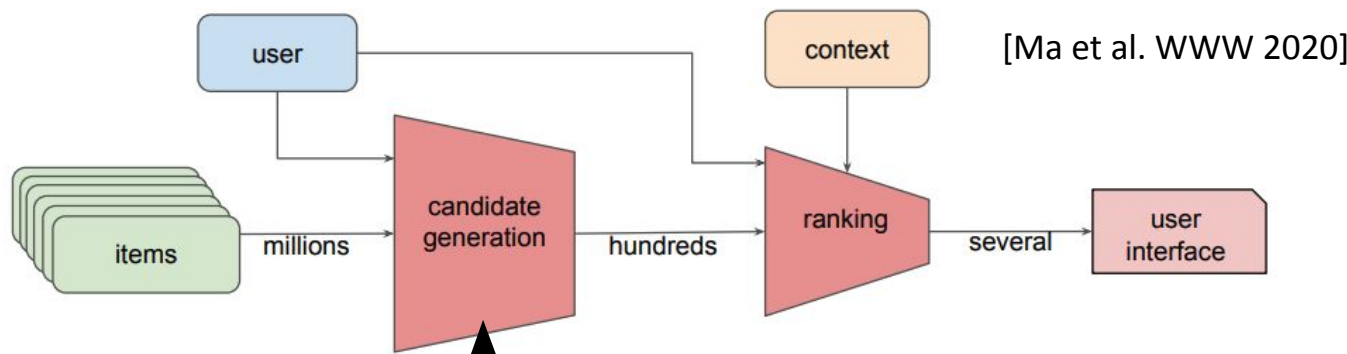 user
context
[Ma et al. WWW 2020]
items
millions
candidate
generation
hundreds
ranking
several
user
interface